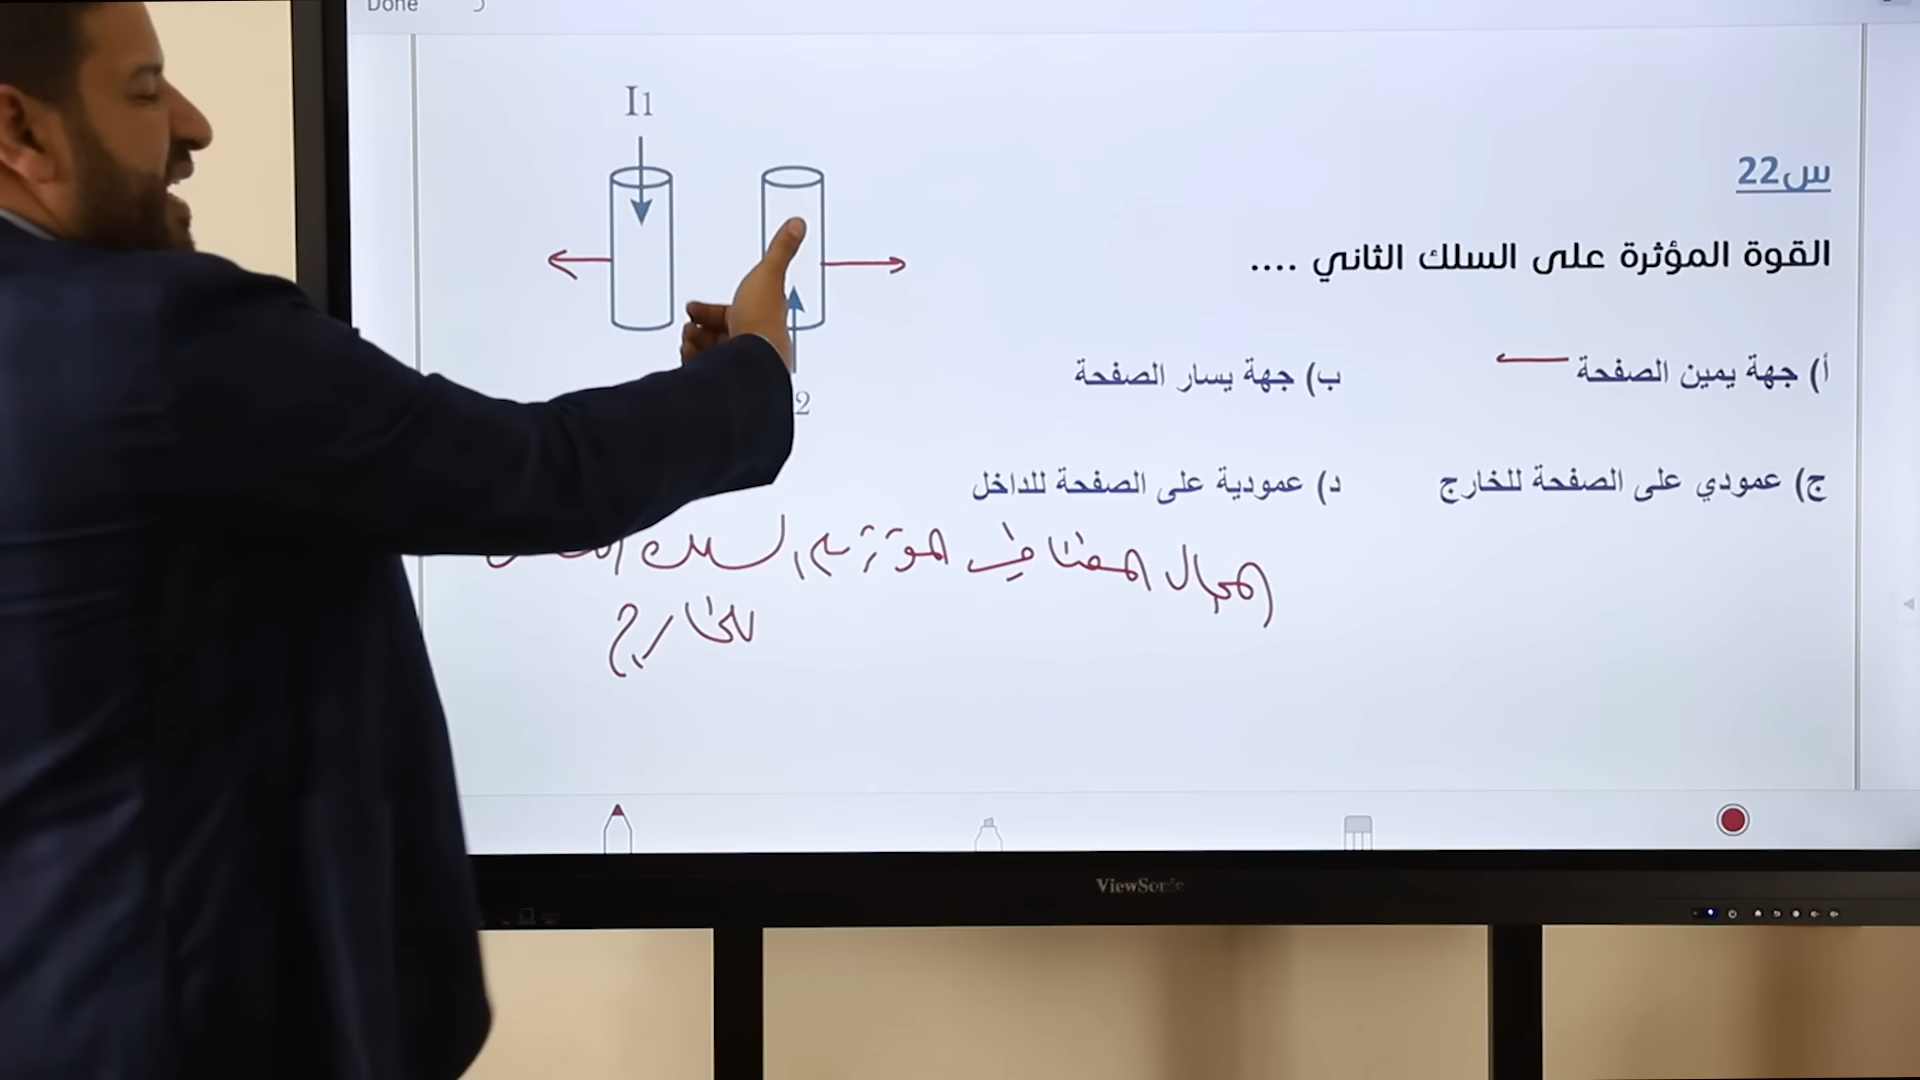 Done
I1
س22
القوة المؤثرة على السلك الثاني ....
أ) جهة يمين الصفحة
ب) جهة يسار الصفحة
2
ج) عمودي على الصفحة للخارج
د) عمودية على الصفحة للداخل
المجال المغناطيسي المؤثر على السلك
للخارج
ViewSonic